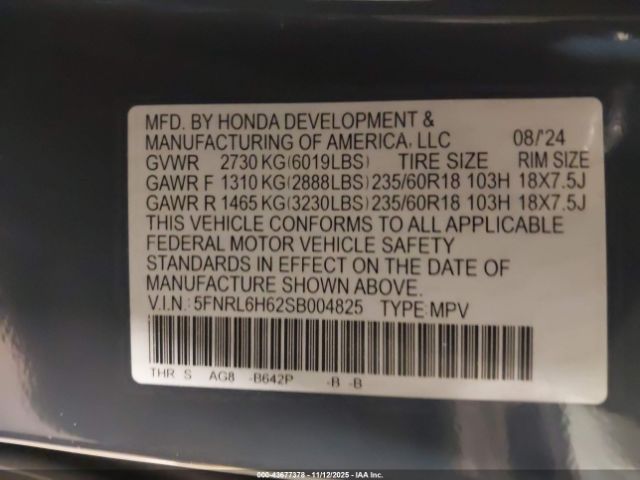 MFD. BY HONDA DEVELOPMENT &
MANUFACTURING OF AMERICA, LLC 08/'24
GVWR 2730 KG(6019LBS) TIRE SIZE RIM SIZE
GAWR F 1310 KG(2888LBS) 235/60R18 103H 18X7.5J
GAWR R 1465 KG(3230LBS) 235/60R18 103H 18X7.5J
THIS VEHICLE CONFORMS TO ALL APPLICABLE
FEDERAL MOTOR VEHICLE SAFETY
STANDARDS IN EFFECT ON THE DATE OF
MANUFACTURE SHOWN ABOVE.
V.I.N.: 5FNRL6H62SB004825 TYPE: MPV
THR S AG8 -B642P -B -B
Copart 43677378 - 11/12/2025 - IAA Inc.